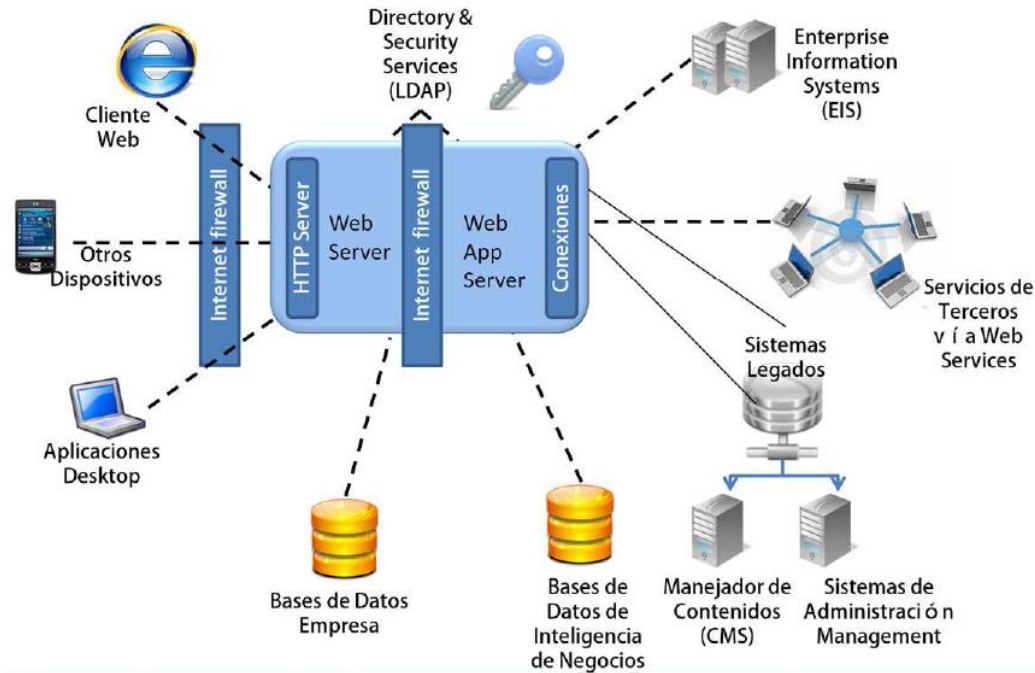 Directory &
Security
Services
(LDAP)
Enterprise
Information
Systems
(EIS)
Cliente
Web
Internet firewall
HTTP Server
Web
Server
Internet firewall
Web
App
Server
Conexiones
Otros
Dispositivos
Servicios de
Terceros
v í a Web
Services
Sistemas
Legados
Aplicaciones
Desktop
Bases de Datos
Empresa
Bases de
Datos de
Inteligencia
de Negocios
Manejador de
Contenidos
(CMS)
Sistemas de
Administraci ó n
Management